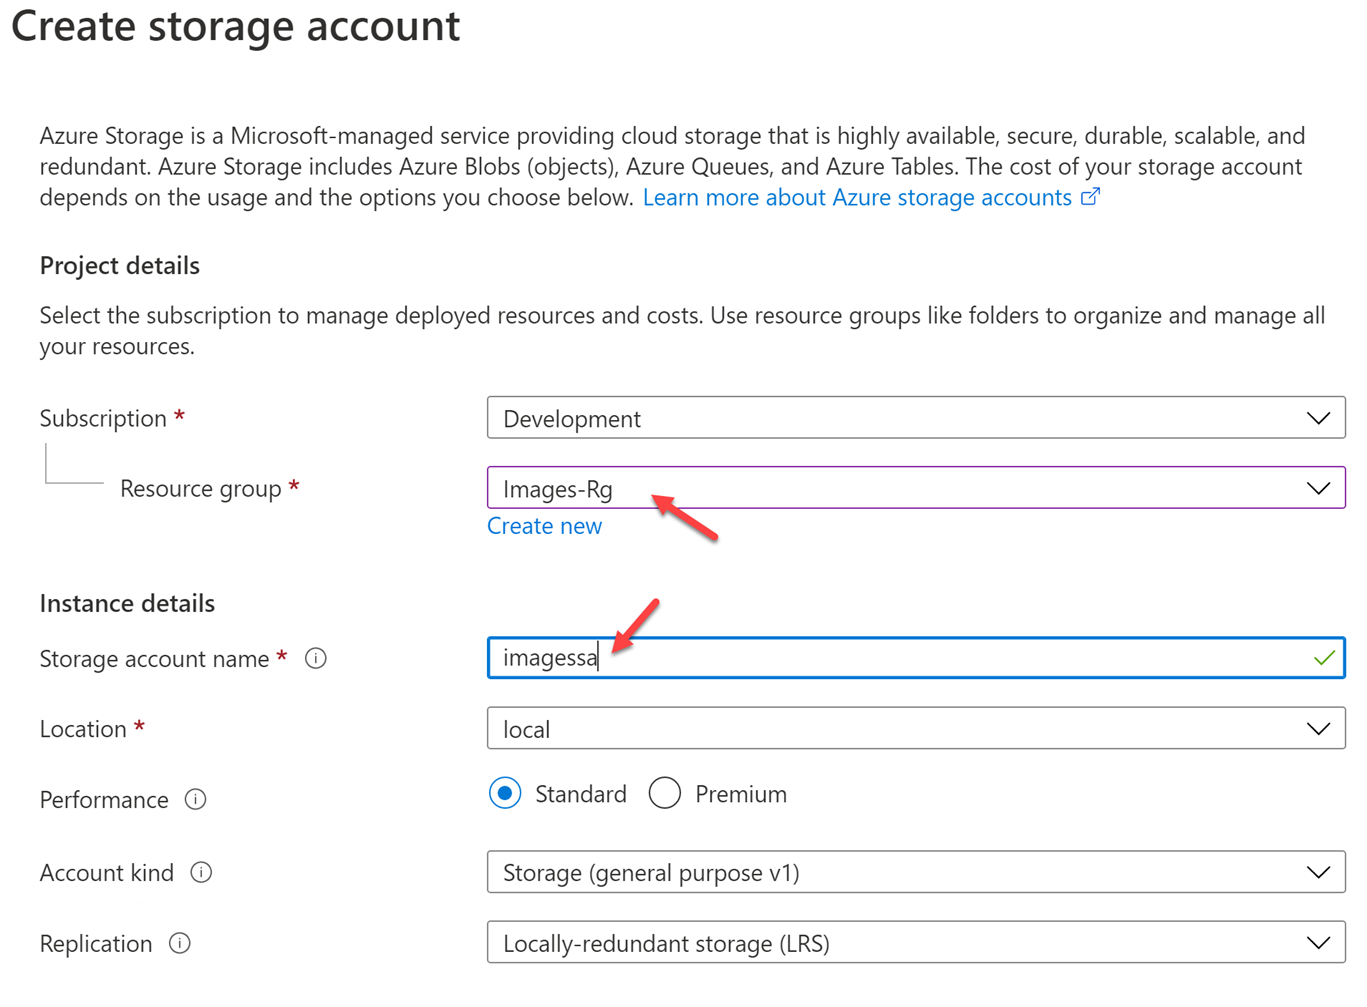 Create storage account
Azure Storage is a Microsoft-managed service providing cloud storage that is highly available, secure, durable, scalable, and
redundant. Azure Storage includes Azure Blobs (objects), Azure Queues, and Azure Tables. The cost of your storage account
depends on the usage and the options you choose below. Learn more about Azure storage accounts
Project details
Select the subscription to manage deployed resources and costs. Use resource groups like folders to organize and manage all
your resources.
Subscription * Development
Resource group * Images-Rg
Create new
Instance details
Storage account name * imagessa
Location * local
Performance Standard Premium
Account kind Storage (general purpose v1)
Replication Locally-redundant storage (LRS)